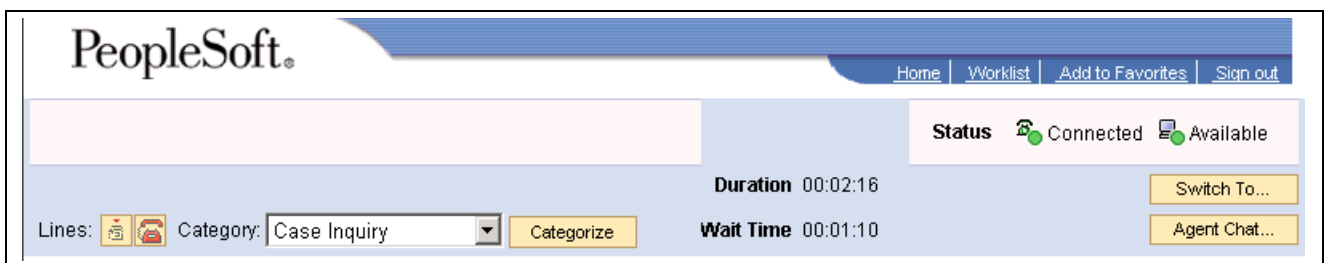 PeopleSoft®
Home Worklist Add to Favorites Sign out
Status Connected Available
Duration 00:02:16
Switch To...
Lines: Category: Case Inquiry Categorize Wait Time 00:01:10 Agent Chat...